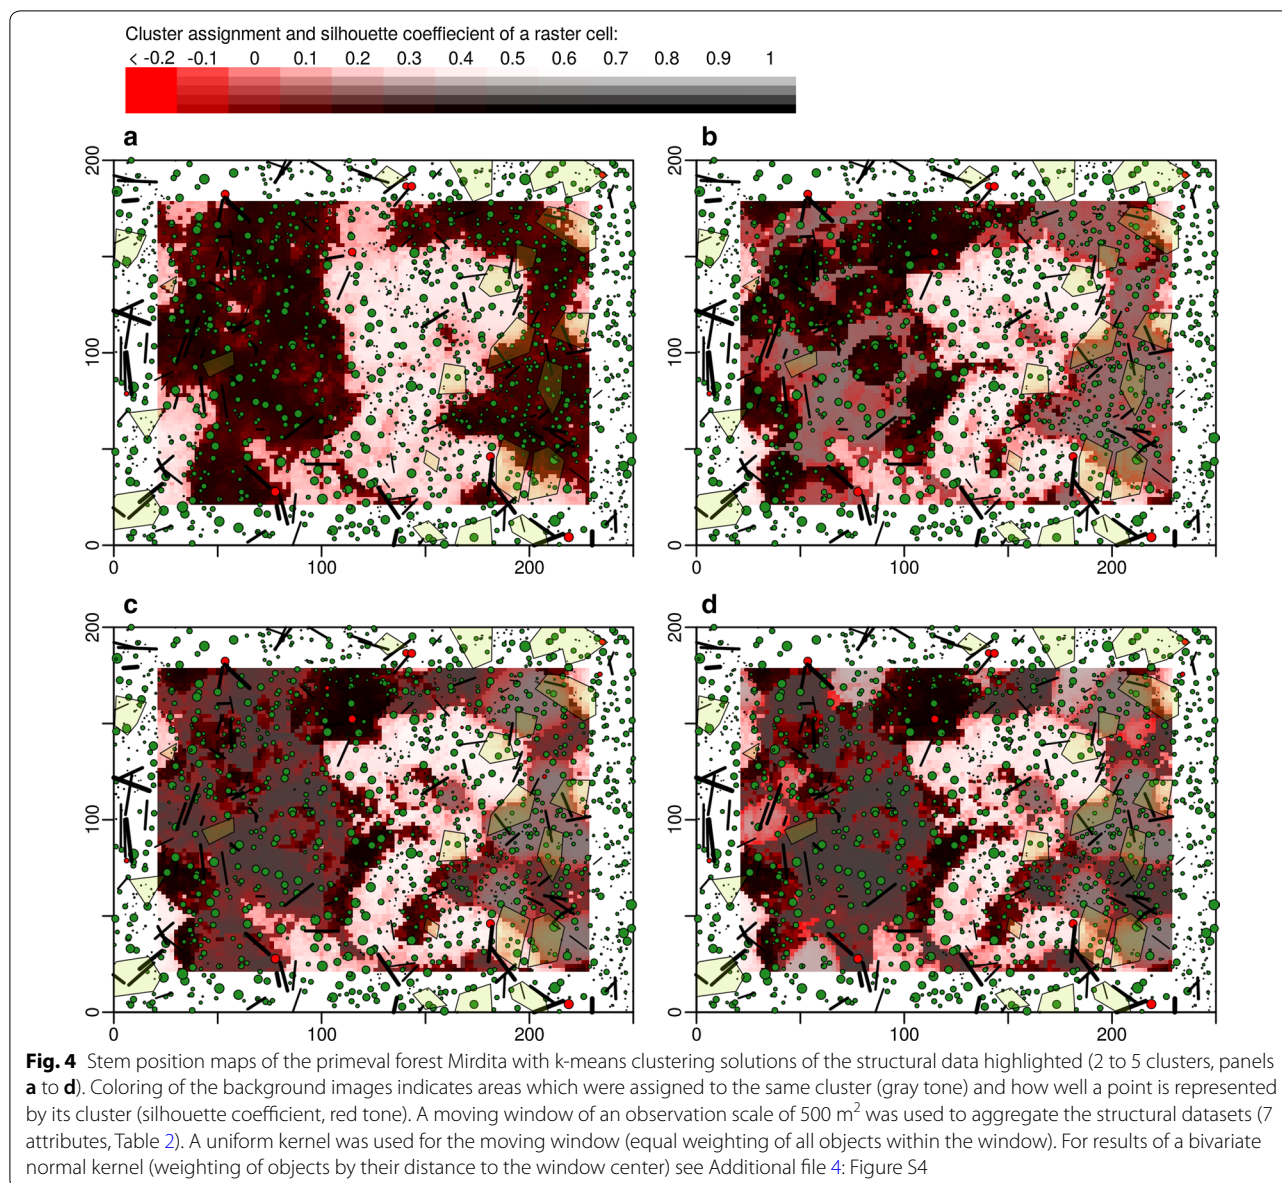 Cluster assignment and silhouette coeffiecient of a raster cell:
< -0.2 -0.1 0 0.1 0.2 0.3 0.4 0.5 0.6 0.7 0.8 0.9 1
a b
200 200
100 100
0 0
0 100 200 0 100 200
c d
200 200
100 100
0 0
0 100 200 0 100 200
Fig. 4 Stem position maps of the primeval forest Mirdita with k-means clustering solutions of the structural data highlighted (2 to 5 clusters, panels
a to d). Coloring of the background images indicates areas which were assigned to the same cluster (gray tone) and how well a point is represented
by its cluster (silhouette coefficient, red tone). A moving window of an observation scale of 500 m² was used to aggregate the structural datasets (7
attributes, Table 2). A uniform kernel was used for the moving window (equal weighting of all objects within the window). For results of a bivariate
normal kernel (weighting of objects by their distance to the window center) see Additional file 4: Figure S4